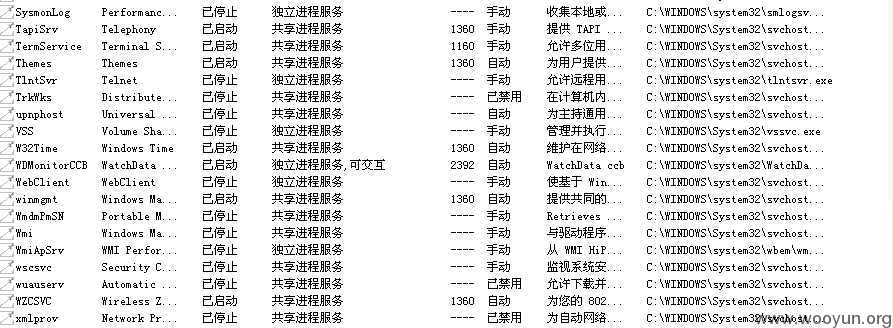 SysmonLog Performanc... 已停止 独立进程服务 ---- 手动 收集本地或... C:\WINDOWS\system32\smlogsv...
TapiSrv Telephony 已启动 共享进程服务 1360 手动 提供 TAPI ... C:\WINDOWS\System32\svchost...
TermService Terminal S... 已启动 共享进程服务 1160 手动 允许多位用... C:\WINDOWS\System32\svchost...
Themes Themes 已启动 共享进程服务 1360 自动 为用户提供... C:\WINDOWS\System32\svchost...
TlntSvr Telnet 已停止 独立进程服务 ---- 手动 允许远程用... C:\WINDOWS\system32\tlntsvr.exe
TrkWks Distribute... 已停止 共享进程服务 ---- 已禁用 在计算机内... C:\WINDOWS\system32\svchost...
upnphost Universal ... 已停止 共享进程服务 ---- 自动 为主持通用... C:\WINDOWS\system32\svchost...
VSS Volume Sha... 已停止 独立进程服务 ---- 手动 管理并执行... C:\WINDOWS\System32\vssvc.exe
W32Time Windows Time 已启动 共享进程服务 1360 自动 维护在网络... C:\WINDOWS\System32\svchost...
WDMonitorCCB WatchData ... 已启动 独立进程服务,可交互 2392 自动 WatchData ccb C:\WINDOWS\system32\WatchDa...
WebClient WebClient 已停止 共享进程服务 ---- 手动 使基于 Win... C:\WINDOWS\system32\svchost...
winmgmt Windows Ma... 已启动 共享进程服务 1360 自动 提供共同的... C:\WINDOWS\system32\svchost...
WmdmPmSN Portable M... 已停止 共享进程服务 ---- 手动 Retrieves ... C:\WINDOWS\System32\svchost...
Wmi Windows Ma... 已停止 共享进程服务 ---- 手动 与驱动程序... C:\WINDOWS\System32\svchost...
WmiApSrv WMI Perfor... 已停止 独立进程服务 ---- 手动 从 WMI HiP... C:\WINDOWS\system32\wbem\wm...
wscsvc Security C... 已停止 共享进程服务 ---- 手动 监视系统安... C:\WINDOWS\System32\svchost...
wuauserv Automatic ... 已停止 共享进程服务 ---- 已禁用 允许下载并... C:\WINDOWS\system32\svchost...
WZCSVC Wireless Z... 已启动 共享进程服务 1360 自动 为您的 802... C:\WINDOWS\System32\svchost...
xmlprov Network Pr... 已停止 共享进程服务 ---- 已禁用 为自动网络... C:\WINDOWS\System32\svchost...
www.wooyun.org